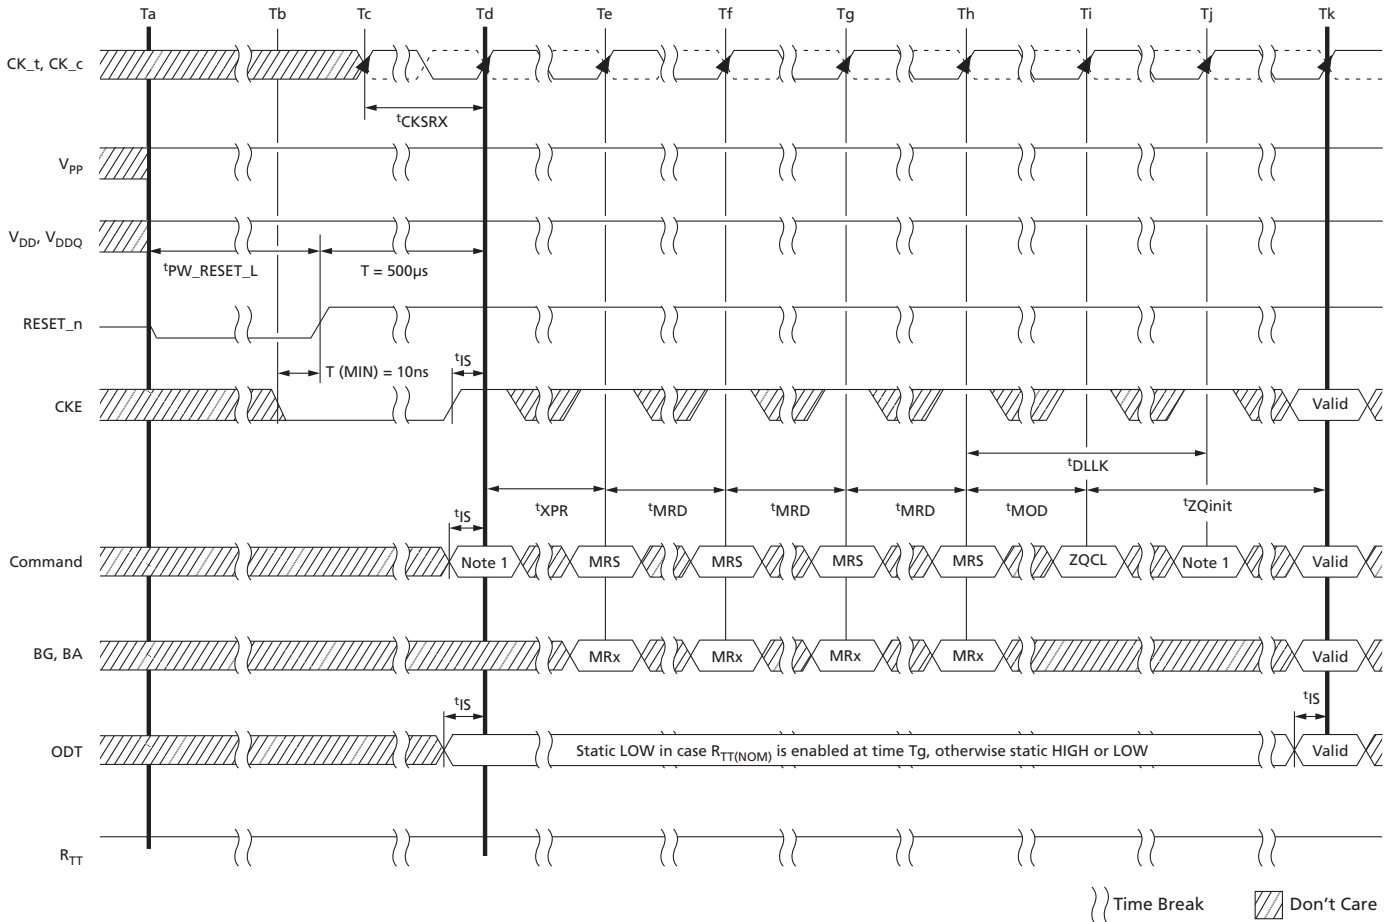 Ta Tb Tc Td Te Tf Tg Th Ti Tj Tk
CK_t, CK_c
tCKSRX
VPP
VDD, VDDQ
tPW_RESET_L T = 500μs
RESET_n
T (MIN) = 10ns tIS
CKE Valid
tDLLK
tXPR tMRD tMRD tMRD tMOD tZQinit
tIS
Command Note 1 MRS MRS MRS MRS ZQCL Note 1 Valid
BG, BA MRx MRx MRx MRx Valid
tIS tIS
ODT Static LOW in case RTT(NOM) is enabled at time Tg, otherwise static HIGH or LOW Valid
RTT
Time Break Don't Care